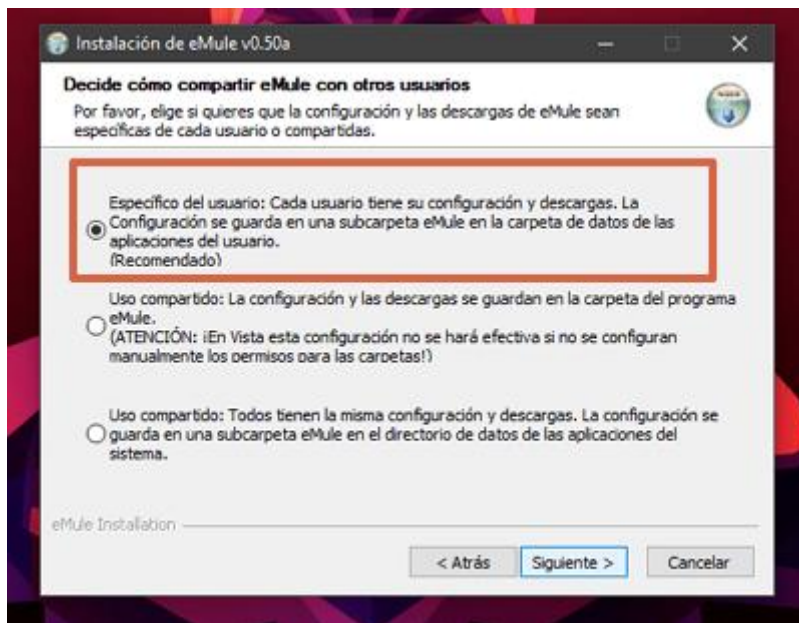 Instalación de eMule v0.50a
Decide cómo compartir eMule con otros usuarios
Por favor, elige si quieres que la configuración y las descargas de eMule sean
específicas de cada usuario o compartidas.
Específico del usuario: Cada usuario tiene su configuración y descargas. La
Configuración se guarda en una subcarpeta eMule en la carpeta de datos de las
aplicaciones del usuario.
(Recomendado)
Uso compartido: La configuración y las descargas se guardan en la carpeta del programa
eMule.
(ATENCIÓN: ¡En Vista esta configuración no se hará efectiva si no se configuran
manualmente los permisos para las carpetas!)
Uso compartido: Todos tienen la misma configuración y descargas. La configuración se
guarda en una subcarpeta eMule en el directorio de datos de las aplicaciones del
sistema.
eMule Installation
< Atrás
Siguiente >
Cancelar